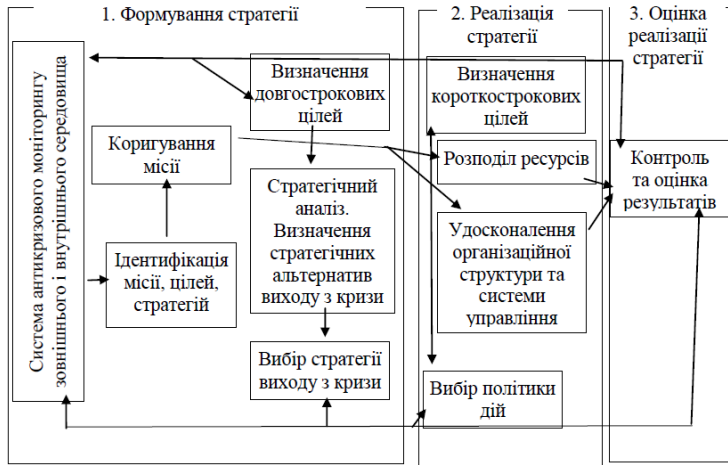 1. Формування стратегії
2. Реалізація
стратегії
3. Оцінка
реалізації
стратегії
Система антикризового моніторингу
зовнішнього і внутрішнього середовища
Визначення
довгострокових
цілей
Визначення
короткострокових
цілей
Коригування
місії
Розподіл ресурсів
Контроль
та оцінка
результатів
Стратегічний
аналіз.
Визначення
стратегічних
альтернатив
виходу з кризи
Удосконалення
організаційної
структури та
системи
управління
Ідентифікація
місії, цілей,
стратегій
Вибір стратегії
виходу з кризи
Вибір політики
дій